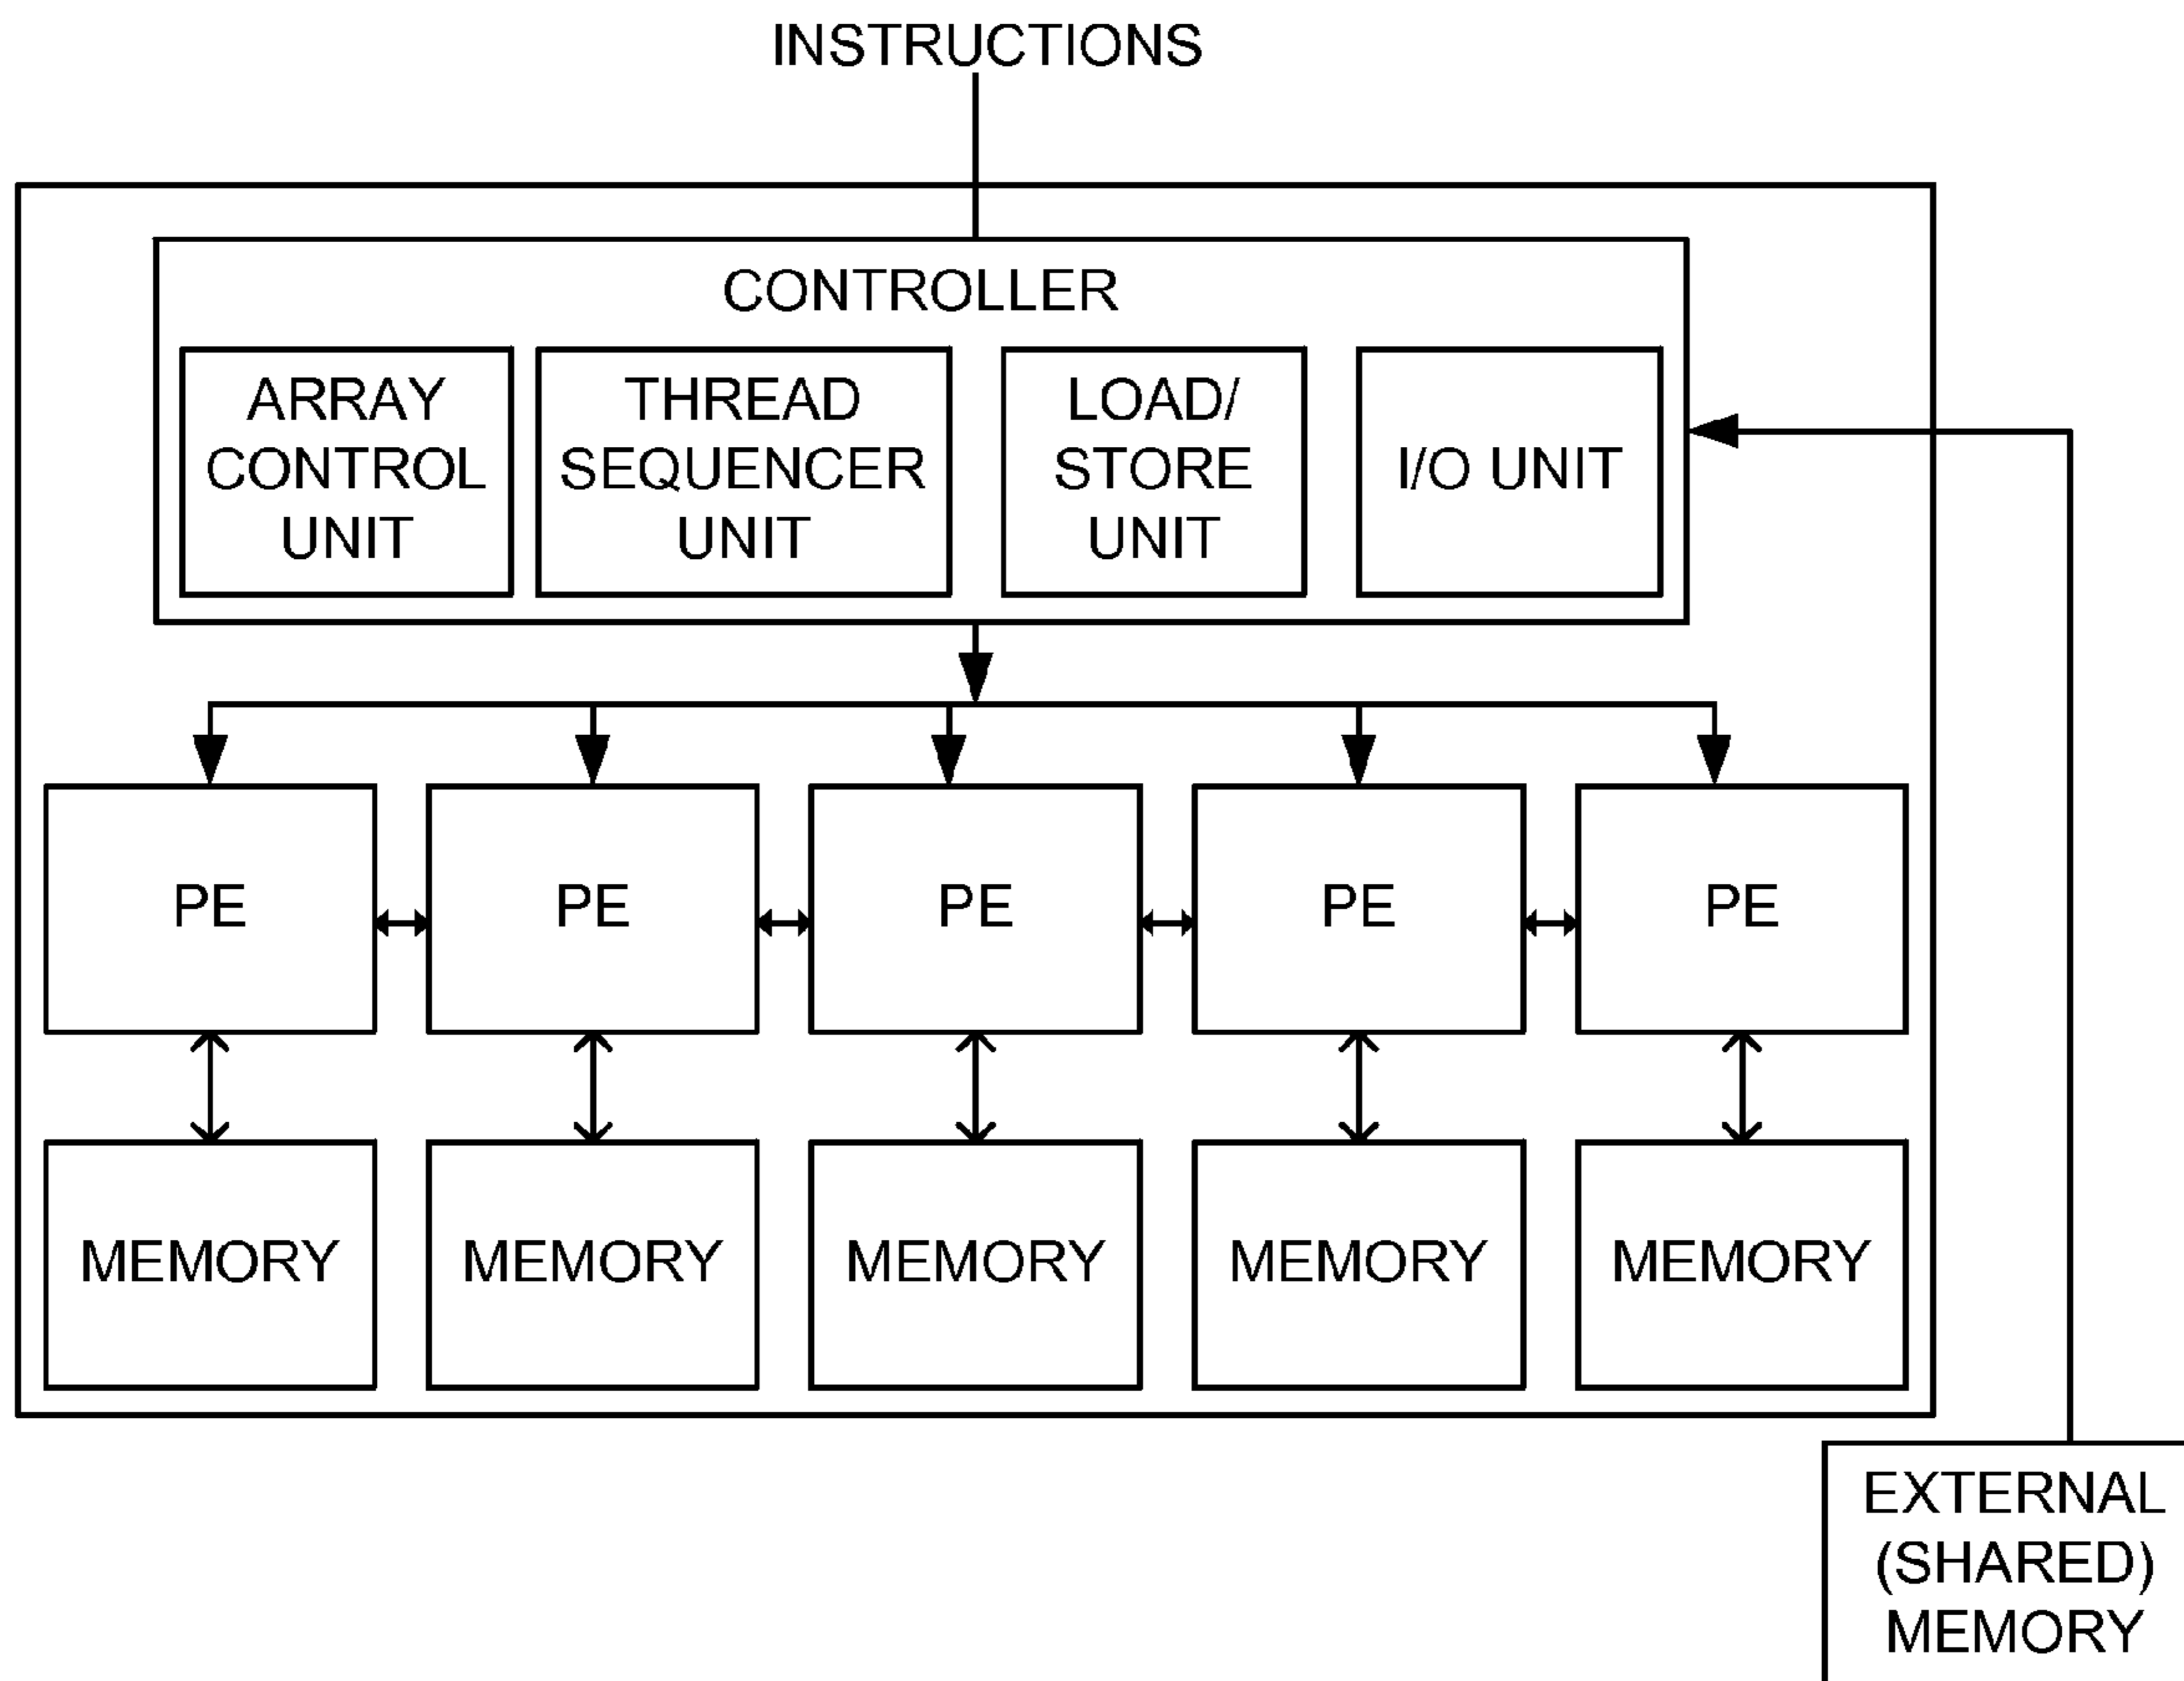 INSTRUCTIONS
CONTROLLER
ARRAY
CONTROL
UNIT
THREAD
SEQUENCER
UNIT
LOAD/
STORE
UNIT
I/O UNIT
PE
PE
PE
PE
PE
MEMORY
MEMORY
MEMORY
MEMORY
MEMORY
EXTERNAL
(SHARED)
MEMORY